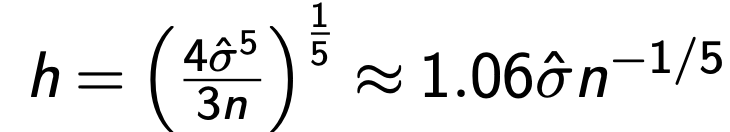 h = (4σ̂⁵/3n)^(1/5) ≈ 1.06σ̂n^(−1/5)